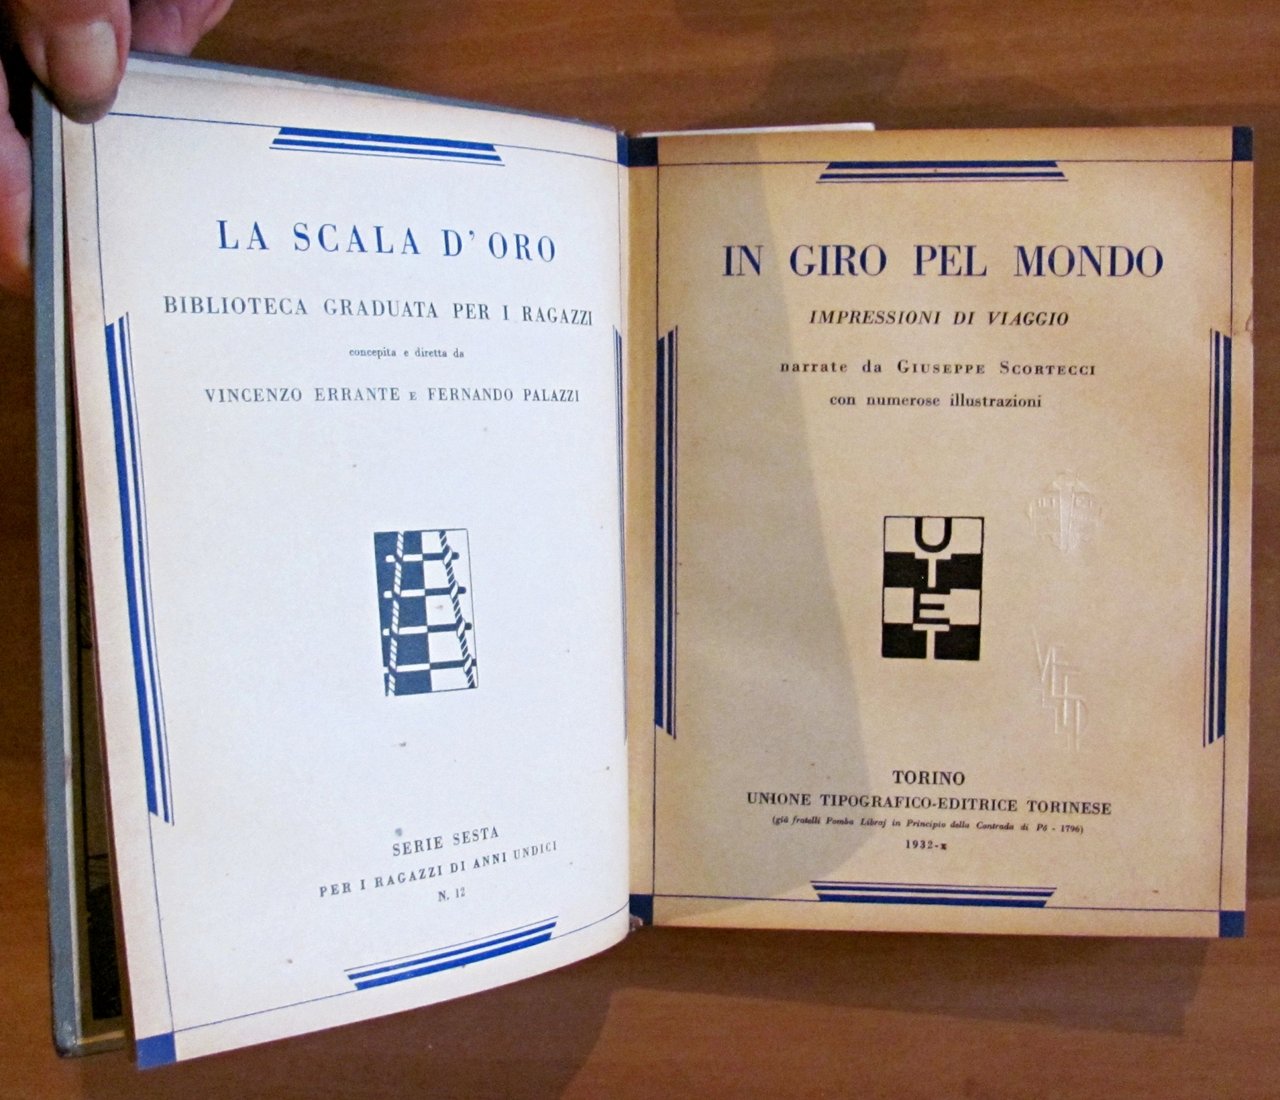 LA SCALA D'ORO
BIBLIOTECA GRADUATA PER I RAGAZZI
concepita e diretta da
VINCENZO ERRANTE E FERNANDO PALAZZI
SERIE SESTA
PER I RAGAZZI DI ANNI UNDICI
N. 12
IN GIRO PEL MONDO
IMPRESSIONI DI VIAGGIO
narrate da GIUSEPPE SCORTECCI
con numerose illustrazioni
U
T
E
T
TORINO
UNIONE TIPOGRAFICO-EDITRICE TORINESE
(già fratelli Pomba Libraj in Principio della Contrada di Pò - 1796)
1932-X